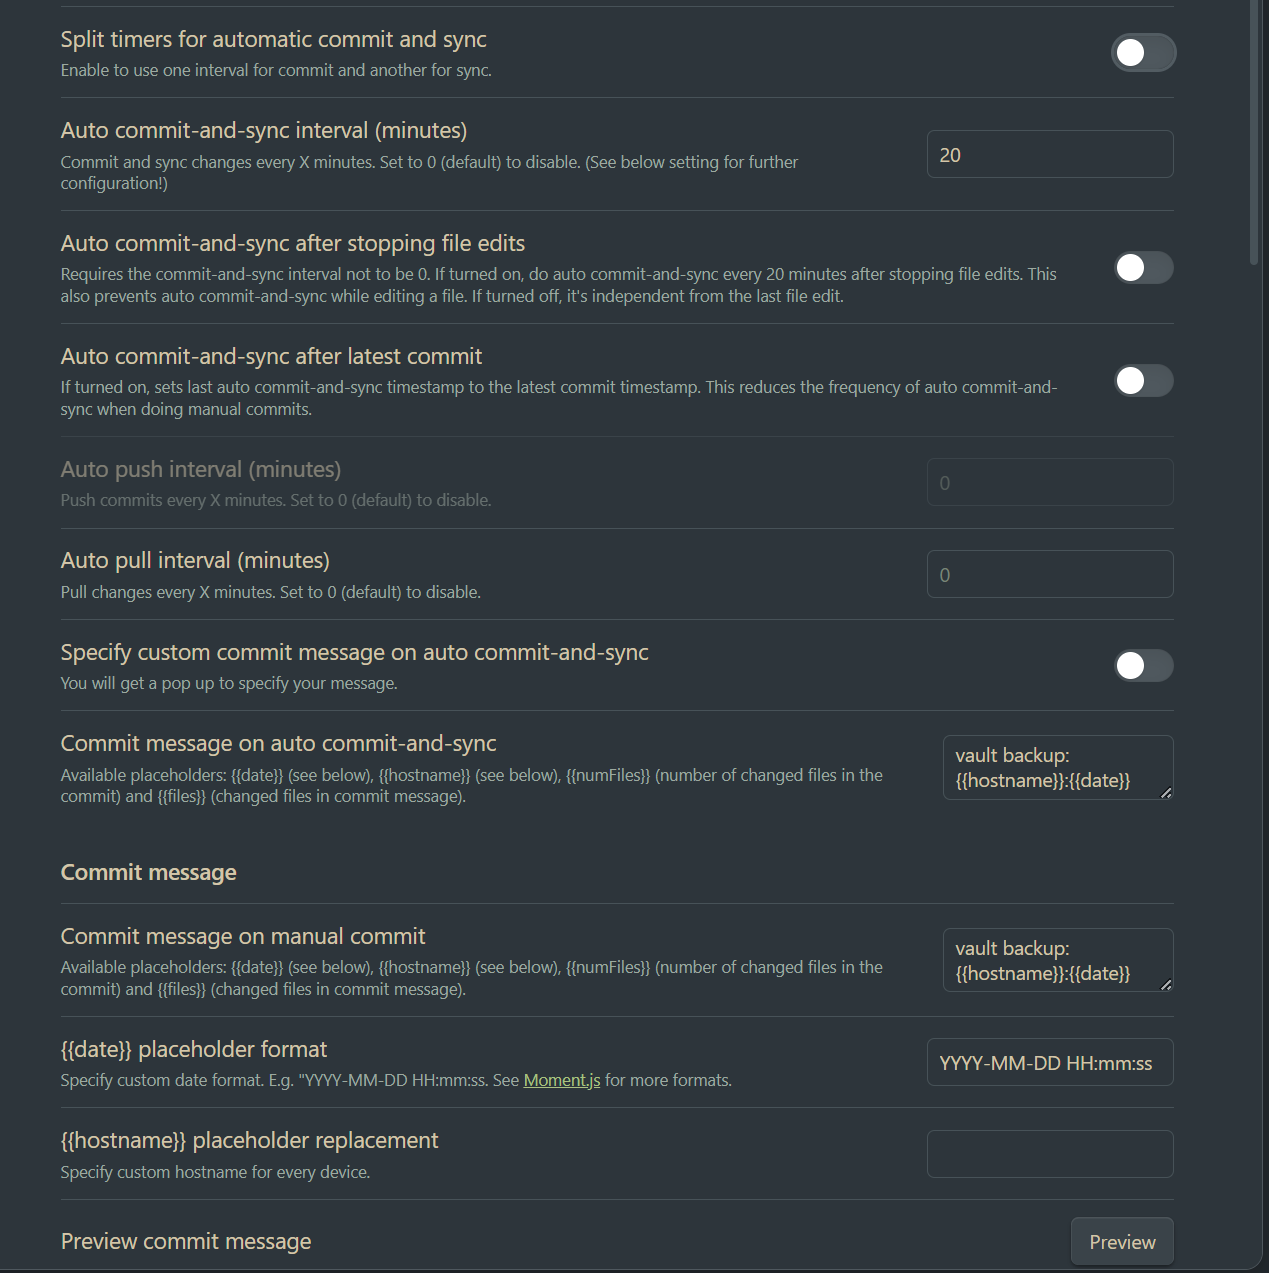 Split timers for automatic commit and sync
Enable to use one interval for commit and another for sync.
Auto commit-and-sync interval (minutes)
Commit and sync changes every X minutes. Set to 0 (default) to disable. (See below setting for further
configuration!)
20
Auto commit-and-sync after stopping file edits
Requires the commit-and-sync interval not to be 0. If turned on, do auto commit-and-sync every 20 minutes after stopping file edits. This
also prevents auto commit-and-sync while editing a file. If turned off, it's independent from the last file edit.
Auto commit-and-sync after latest commit
If turned on, sets last auto commit-and-sync timestamp to the latest commit timestamp. This reduces the frequency of auto commit-and-
sync when doing manual commits.
Auto push interval (minutes)
Push commits every X minutes. Set to 0 (default) to disable.
0
Auto pull interval (minutes)
Pull changes every X minutes. Set to 0 (default) to disable.
0
Specify custom commit message on auto commit-and-sync
You will get a pop up to specify your message.
Commit message on auto commit-and-sync
Available placeholders: {{date}} (see below), {{hostname}} (see below), {{numFiles}} (number of changed files in the
commit) and {{files}} (changed files in commit message).
vault backup:
{{hostname}}:{{date}}
Commit message
Commit message on manual commit
Available placeholders: {{date}} (see below), {{hostname}} (see below), {{numFiles}} (number of changed files in the
commit) and {{files}} (changed files in commit message).
vault backup:
{{hostname}}:{{date}}
{{date}} placeholder format
Specify custom date format. E.g. "YYYY-MM-DD HH:mm:ss. See Moment.js for more formats.
YYYY-MM-DD HH:mm:ss
{{hostname}} placeholder replacement
Specify custom hostname for every device.
Preview commit message
Preview